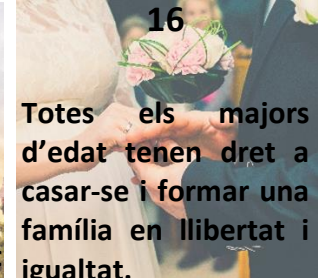 16
Totes els majors
d'edat tenen dret a
casar-se i formar una
família en llibertat i
igualtat.